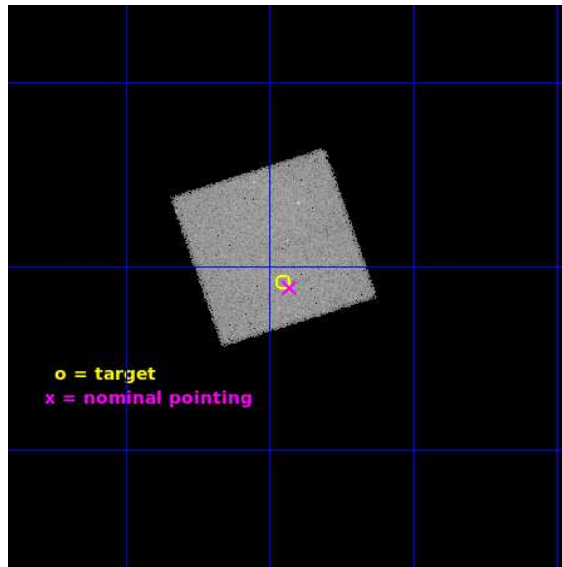 o = target
x = nominal pointing